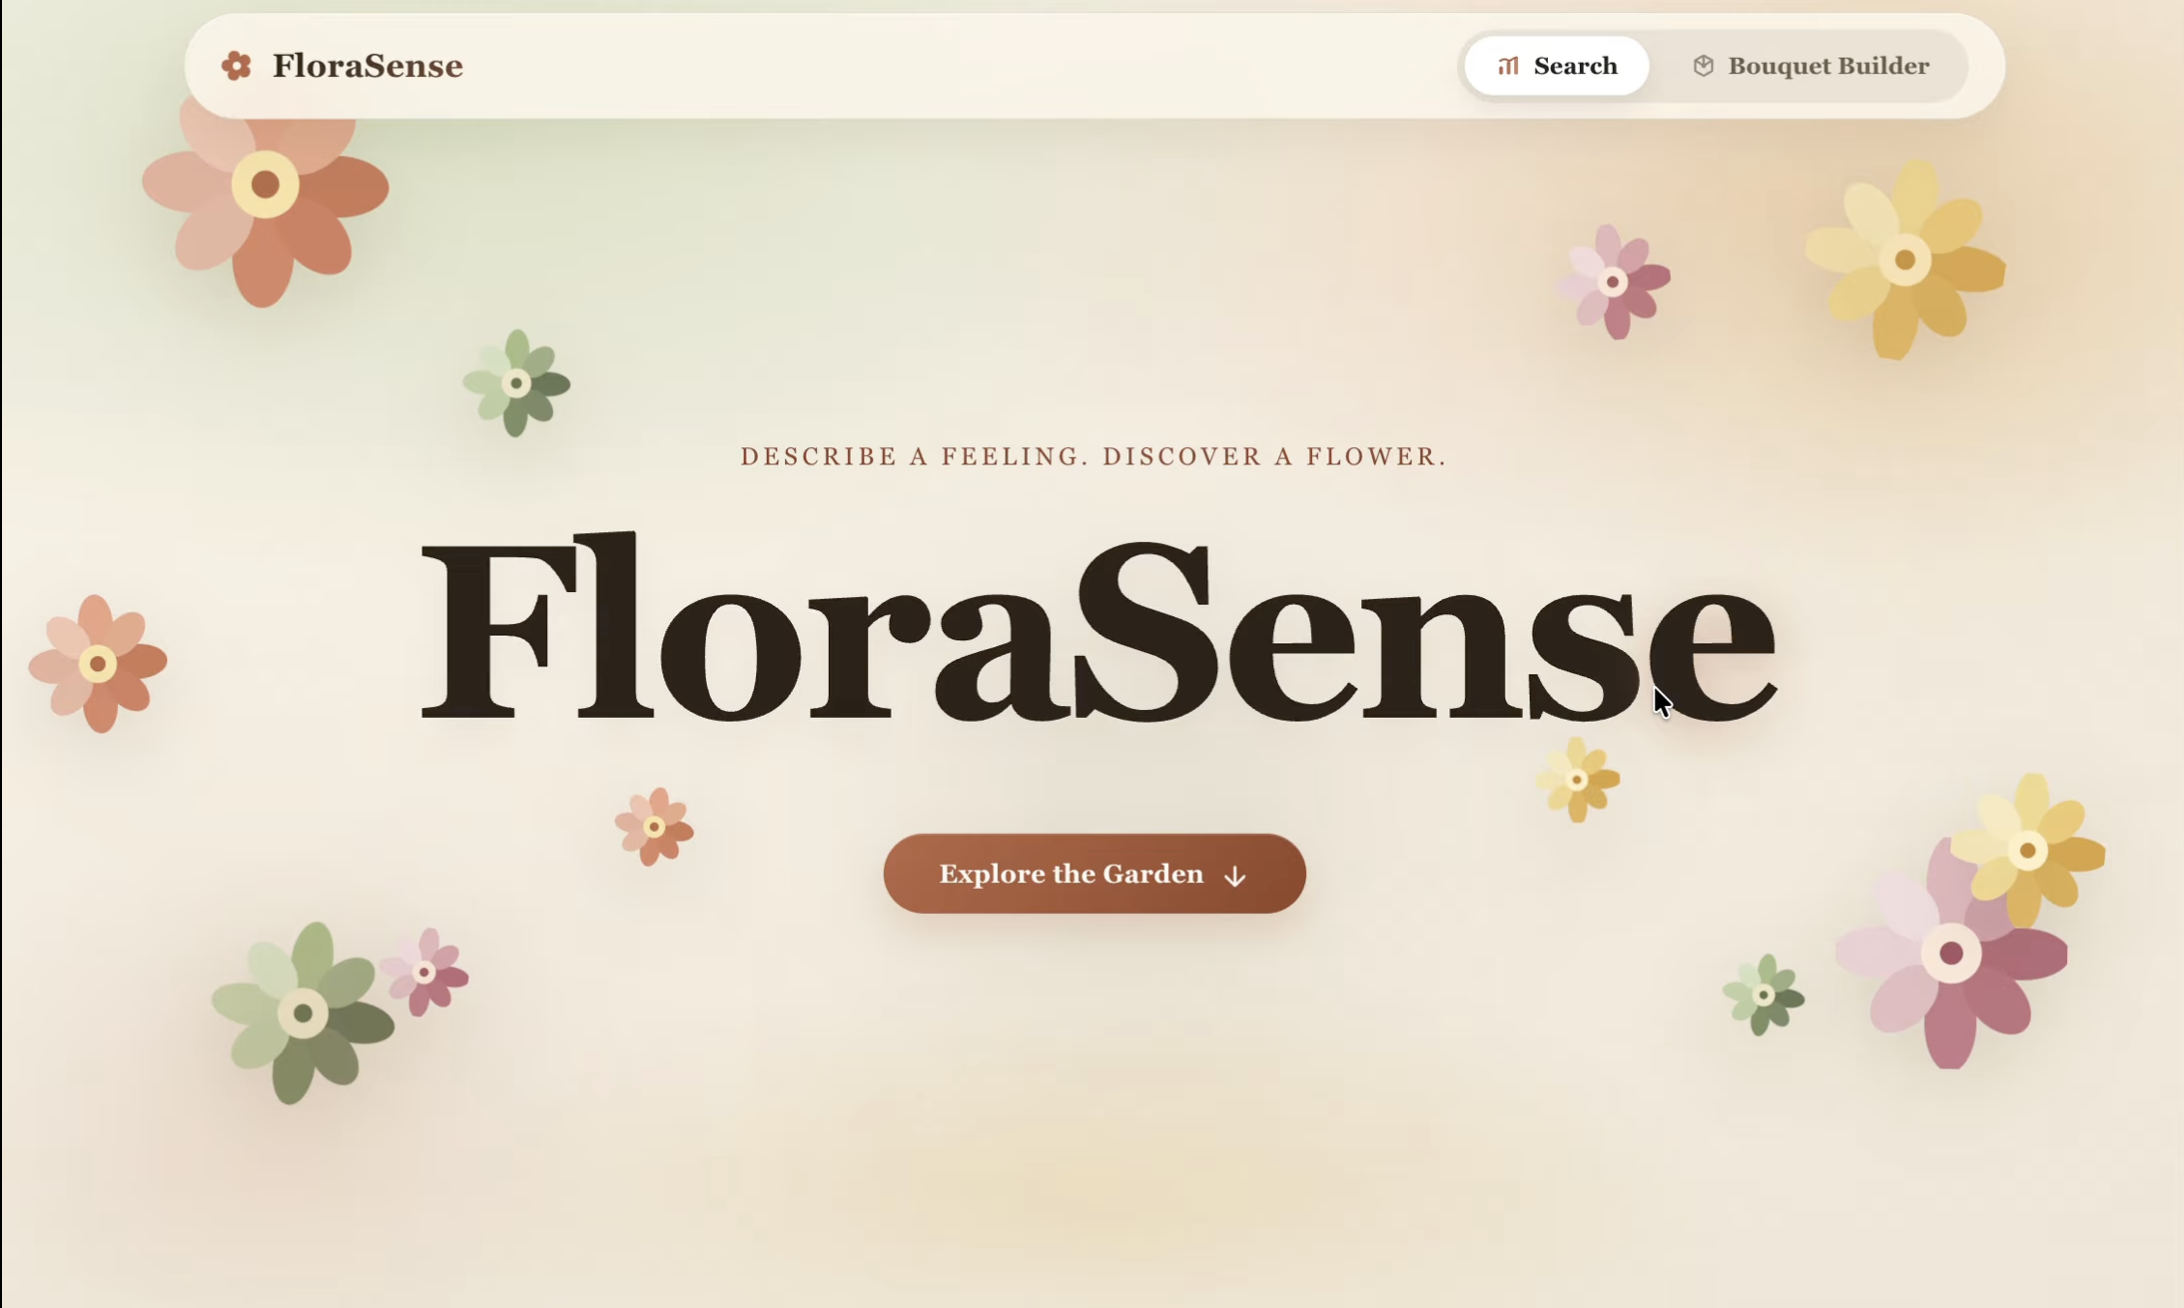 FloraSense
Search
Bouquet Builder
DESCRIBE A FEELING. DISCOVER A FLOWER.
FloraSense
Explore the Garden